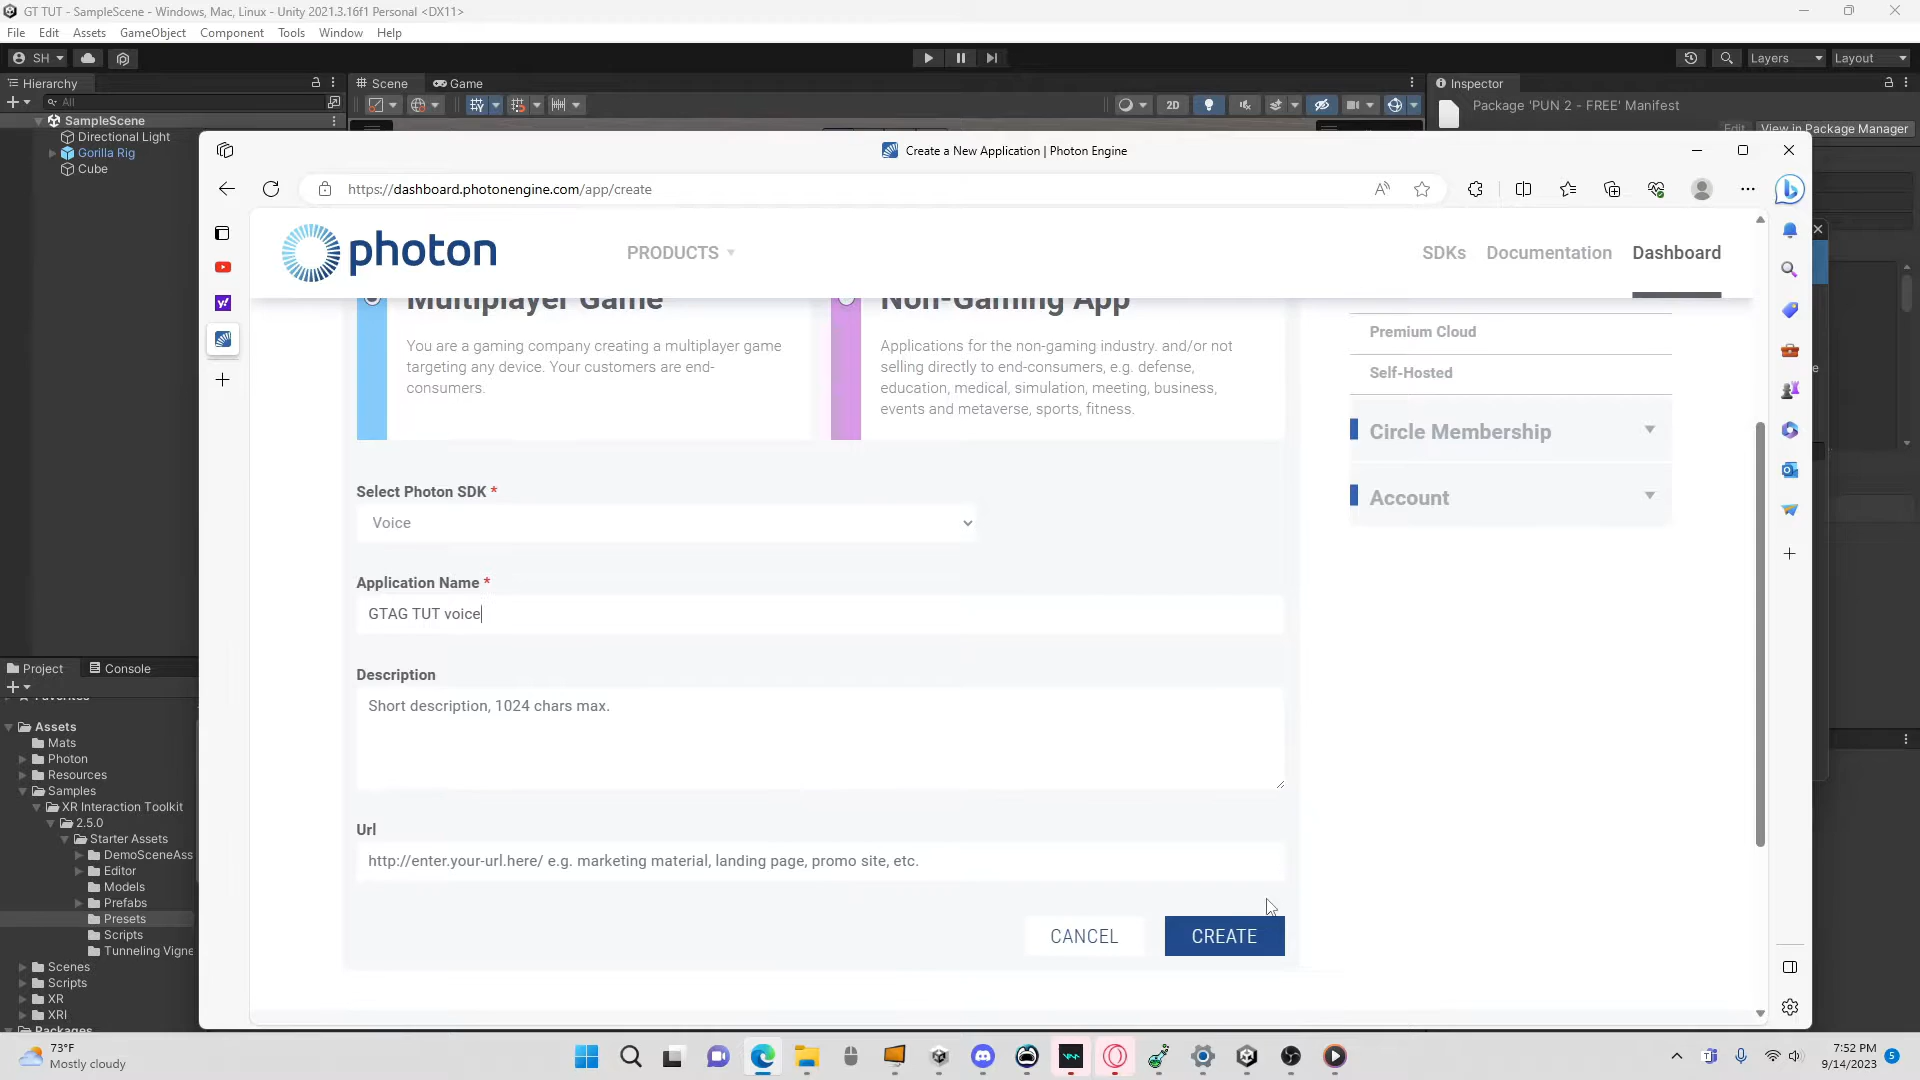 GT TUT - SampleScene - Windows, Mac, Linux - Unity 2021.3.16f1 Personal <DX11>
File Edit Assets GameObject Component Tools Window Help
SH
Layers
Layout
Hierarchy
Scene
Game
Inspector
All
2D
Package 'PUN 2 - FREE' Manifest
Edit
View in Package Manager
SampleScene
Directional Light
Gorilla Rig
Cube
Create a New Application | Photon Engine
https://dashboard.photonengine.com/app/create
photon
PRODUCTS
SDKs
Documentation
Dashboard
Multiplayer Game
You are a gaming company creating a multiplayer game
targeting any device. Your customers are end-
consumers.
Non-Gaming App
Applications for the non-gaming industry. and/or not
selling directly to end-consumers, e.g. defense,
education, medical, simulation, meeting, business,
events and metaverse, sports, fitness.
Premium Cloud
Self-Hosted
Circle Membership
Account
Select Photon SDK *
Voice
Application Name *
GTAG TUT voice
Description
Short description, 1024 chars max.
Url
http://enter.your-url.here/ e.g. marketing material, landing page, promo site, etc.
CANCEL
CREATE
Project
Console
Favorites
Assets
Mats
Photon
Resources
Samples
XR Interaction Toolkit
2.5.0
Starter Assets
DemoSceneAss
Editor
Models
Prefabs
Presets
Scripts
Tunneling Vigne
Scenes
Scripts
XR
XRI
Packages
73°F
Mostly cloudy
7:52 PM
9/14/2023
5